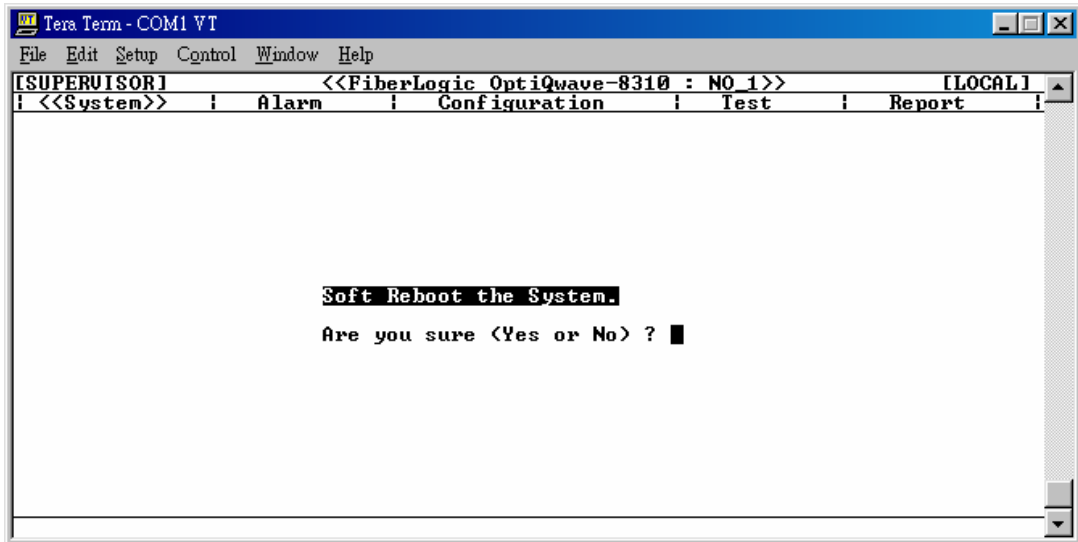 Tera Term - COM1 VT
File Edit Setup Control Window Help
[SUPERVISOR] <<FiberLogic OptiQwave-8310 : NO_1>> [LOCAL]
¦ <<System>> ¦ Alarm ¦ Configuration ¦ Test ¦ Report ¦
Soft Reboot the System.
Are you sure (Yes or No) ?